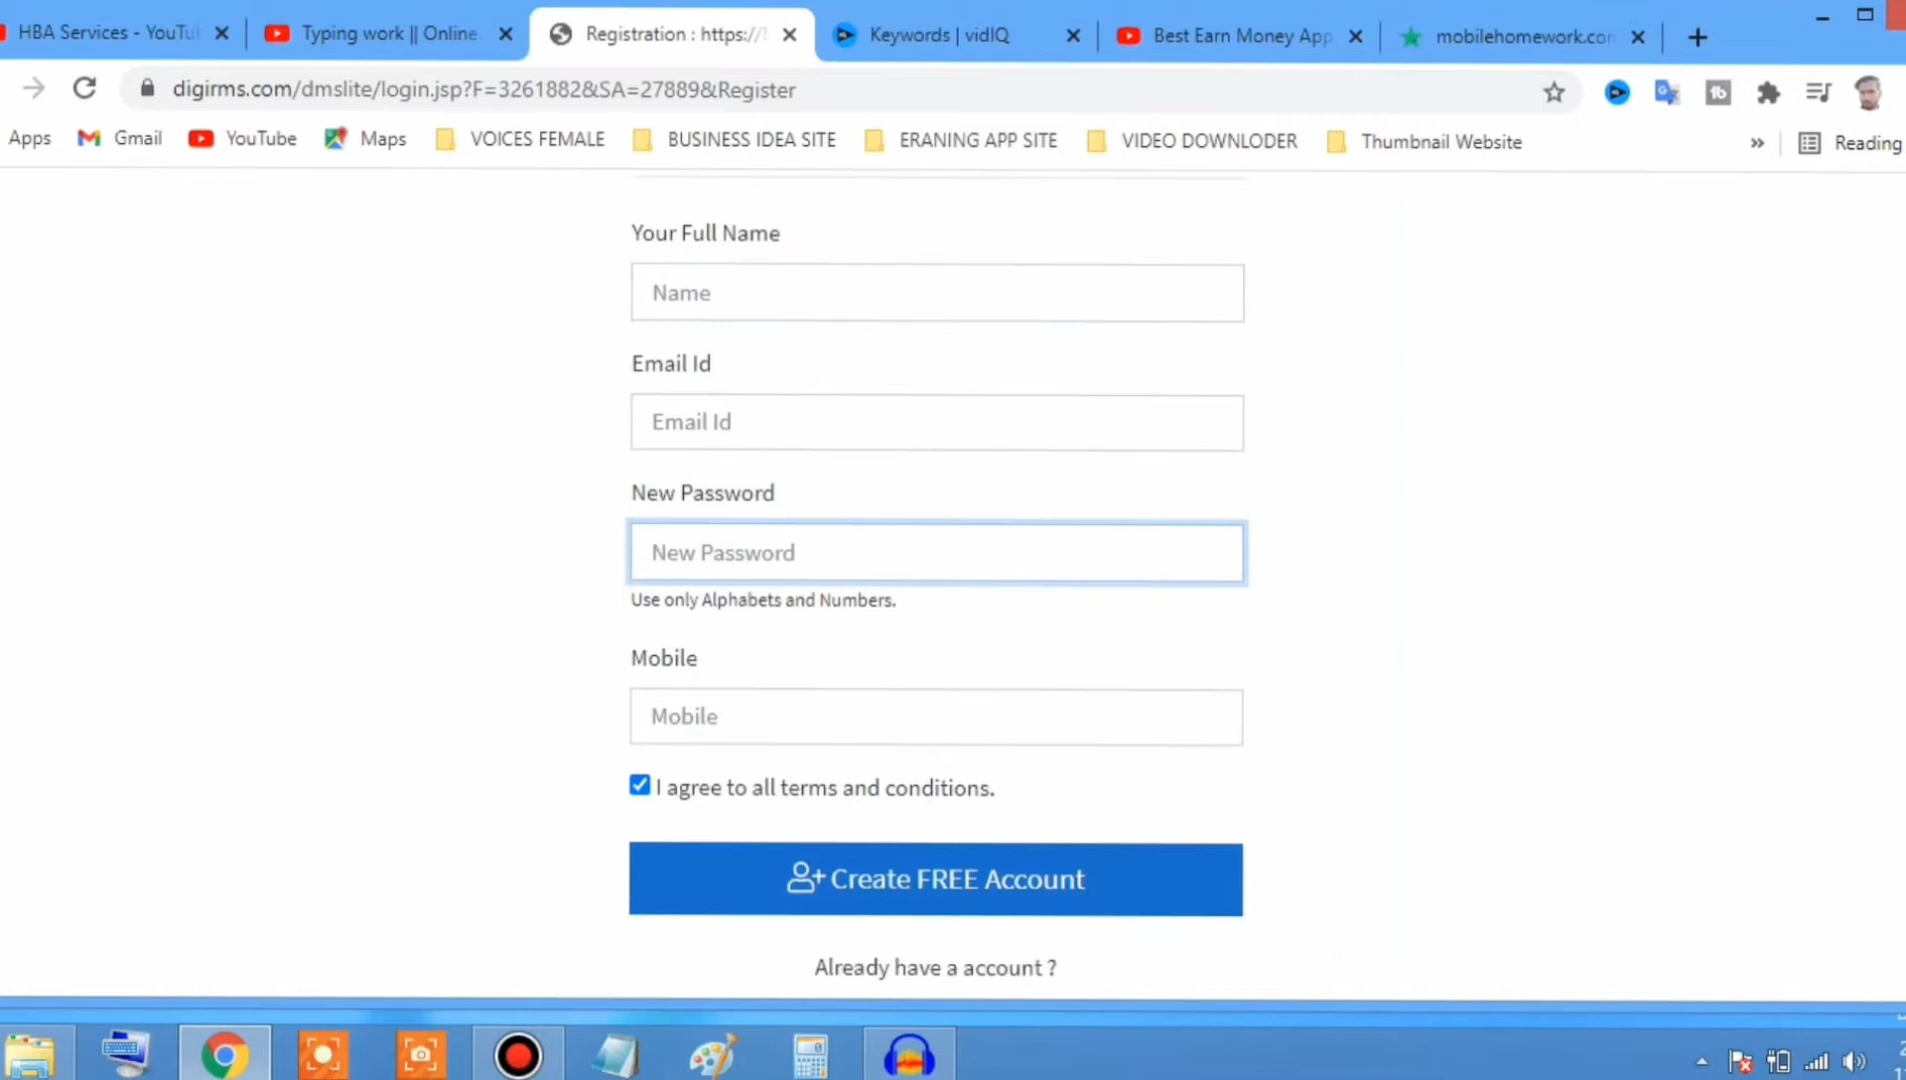 HBA Services - YouTu
Typing work || Online
Registration : https://
Keywords | vidIQ
Best Earn Money App
mobilehomework.com
digirms.com/dmslite/login.jsp?F=3261882&SA=27889&Register
Apps
Gmail
YouTube
Maps
VOICES FEMALE
BUSINESS IDEA SITE
ERANING APP SITE
VIDEO DOWNLODER
Thumbnail Website
»
Reading
Your Full Name
Name
Email Id
Email Id
New Password
New Password
Use only Alphabets and Numbers.
Mobile
Mobile
I agree to all terms and conditions.
Create FREE Account
Already have a account ?